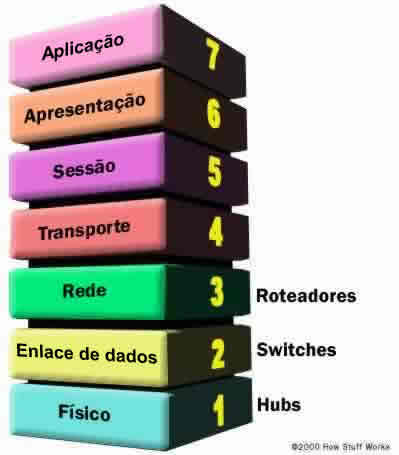 Aplicação 7
Apresentação 6
Sessão 5
Transporte 4
Rede 3 Roteadores
Enlace de dados 2 Switches
Físico 1 Hubs
©2000 How Stuff Works